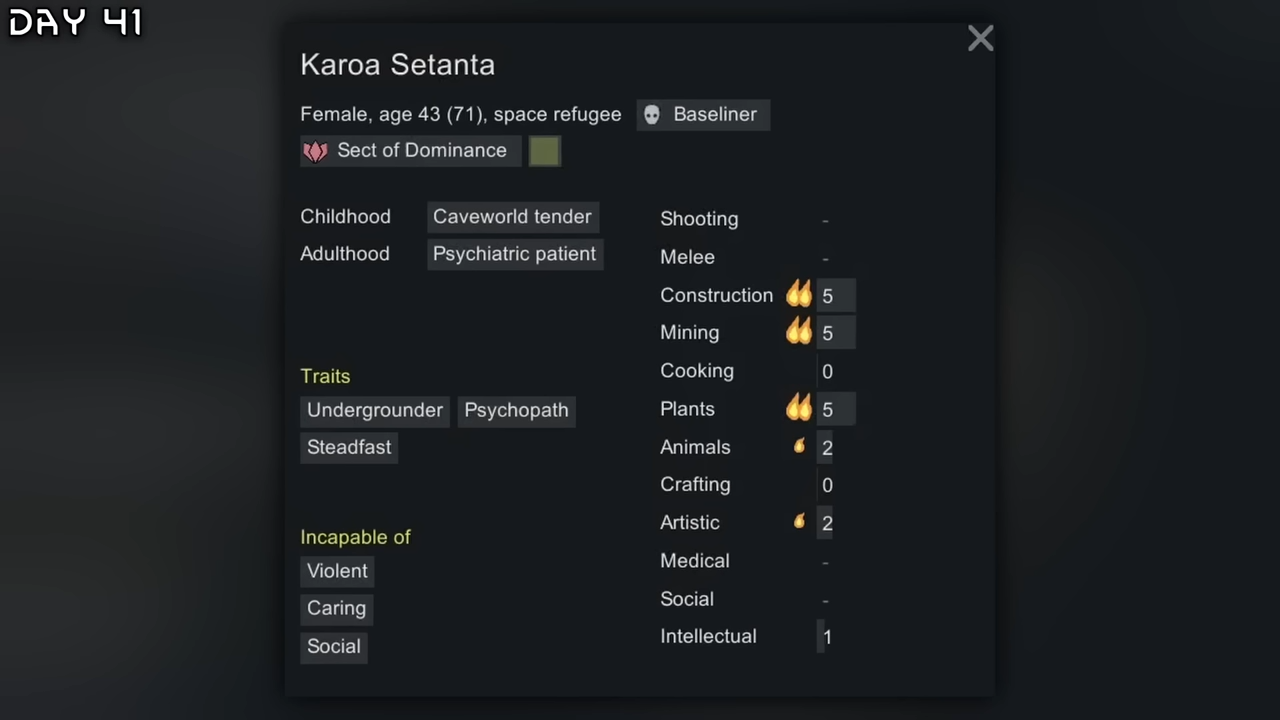 DAY 41
Karoa Setanta
Female, age 43 (71), space refugee Baseliner
Sect of Dominance
Childhood Caveworld tender
Adulthood Psychiatric patient
Traits
Undergrounder Psychopath
Steadfast
Incapable of
Violent
Caring
Social
Shooting -
Melee -
Construction 5
Mining 5
Cooking 0
Plants 5
Animals 2
Crafting 0
Artistic 2
Medical -
Social -
Intellectual 1